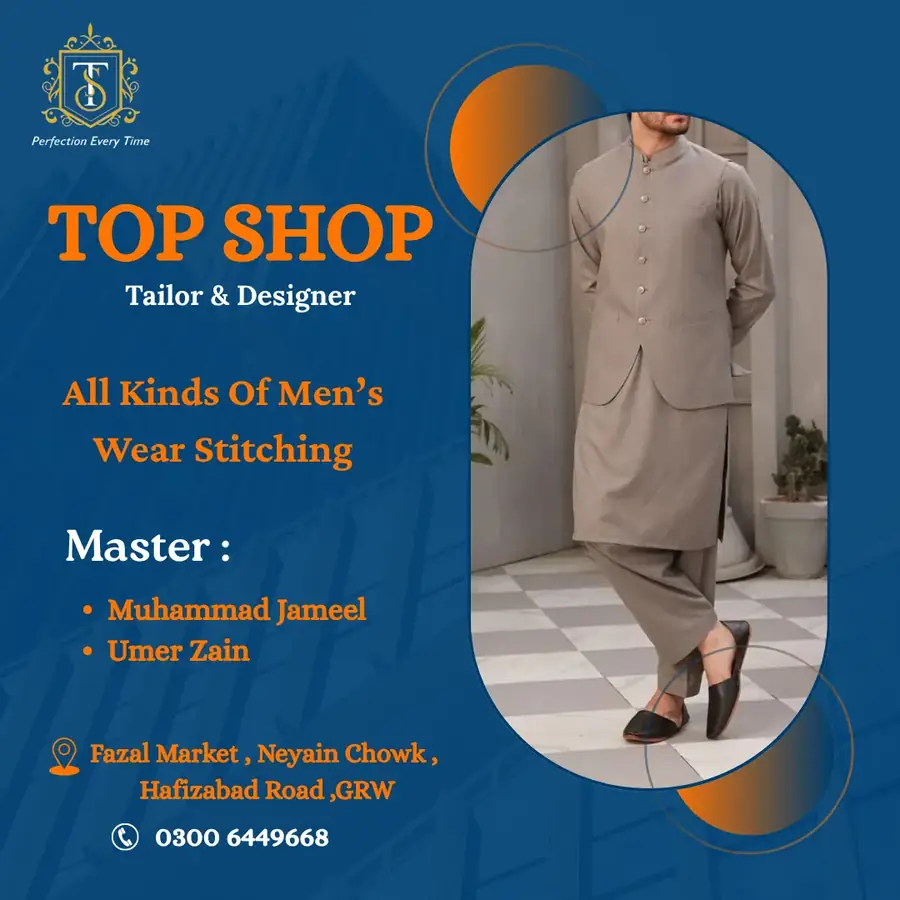 TS
Perfection Every Time
TOP SHOP
Tailor & Designer
All Kinds Of Men's
Wear Stitching
Master :
• Muhammad Jameel
• Umer Zain
Fazal Market , Neyain Chowk ,
Hafizabad Road ,GRW
0300 6449668